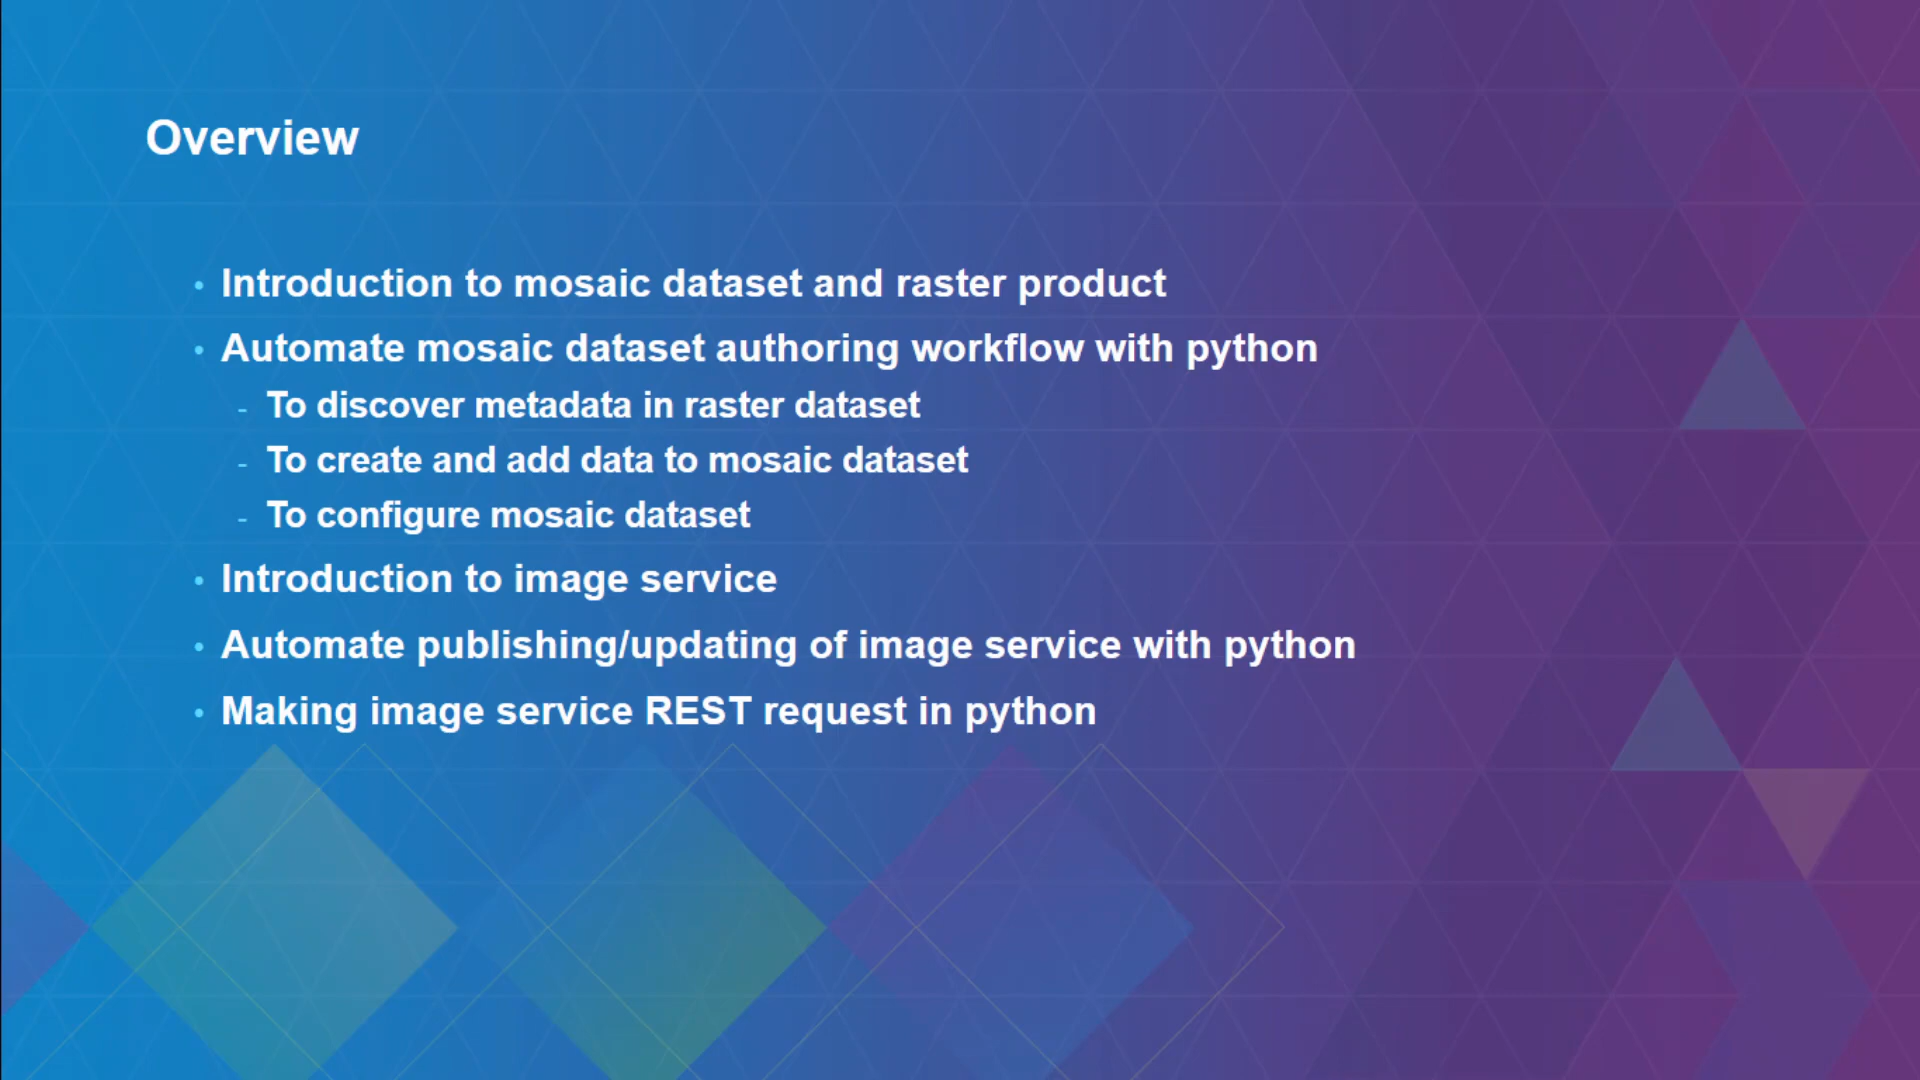 Overview
• Introduction to mosaic dataset and raster product
• Automate mosaic dataset authoring workflow with python
- To discover metadata in raster dataset
- To create and add data to mosaic dataset
- To configure mosaic dataset
• Introduction to image service
• Automate publishing/updating of image service with python
• Making image service REST request in python